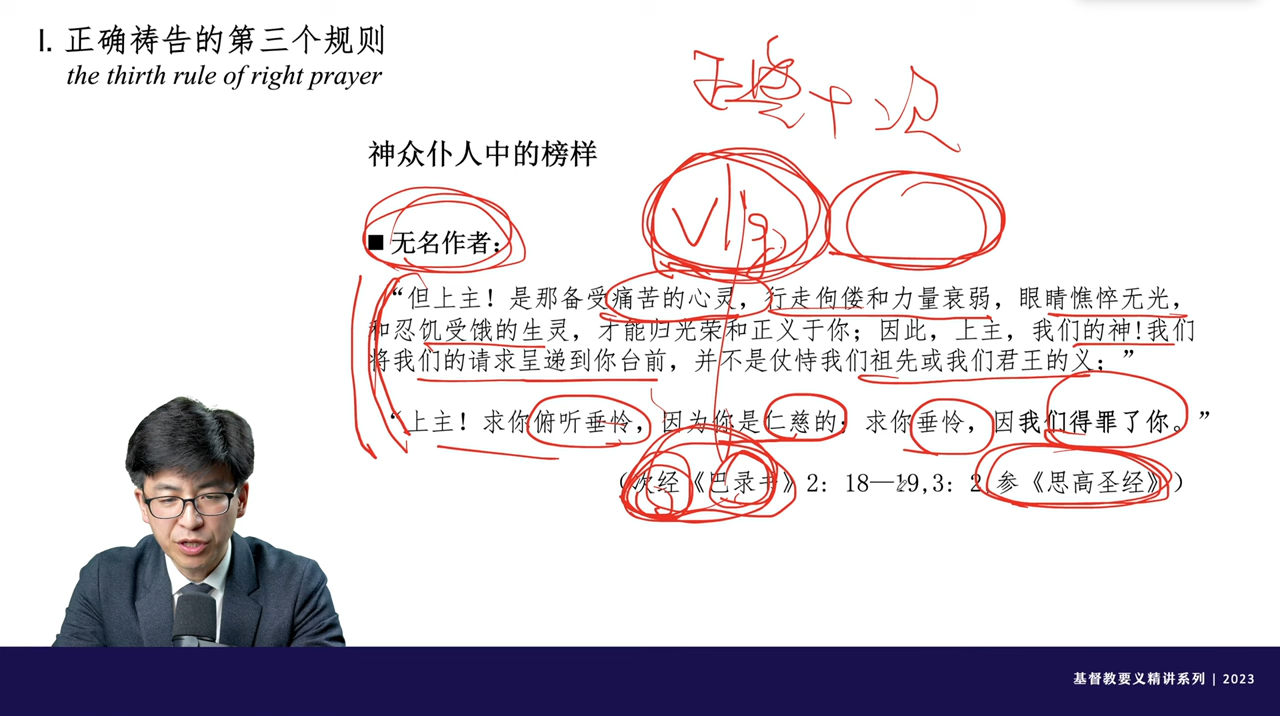 I. 正确祷告的第三个规则
the thirth rule of right prayer
神众仆人中的榜样
■ 无名作者：
“但上主！是那备受痛苦的心灵，行走伛偻和力量衰弱，眼睛憔悴无光，
和忍饥受饿的生灵，才能归光荣和正义于你；因此，上主，我们的神！我们
将我们的请求呈递到你台前，并不是仗恃我们祖先或我们君王的义；”
“上主！求你俯听垂怜，因为你是仁慈的；求你垂怜，因我们得罪了你。”
（次经《巴录书》2：18—19,3：2 参《思高圣经》）
基督教要义精讲系列 | 2023